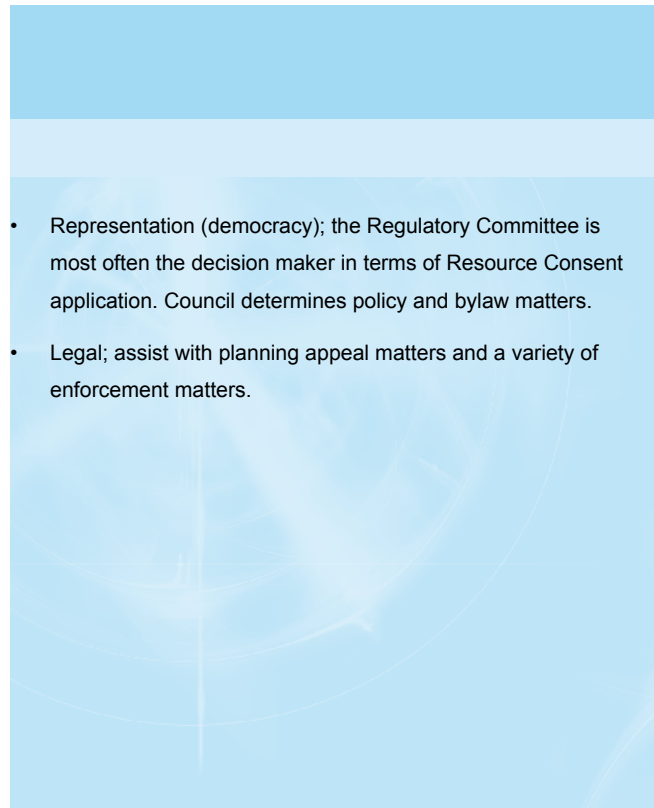 • Representation (democracy); the Regulatory Committee is
most often the decision maker in terms of Resource Consent
application. Council determines policy and bylaw matters.
• Legal; assist with planning appeal matters and a variety of
enforcement matters.